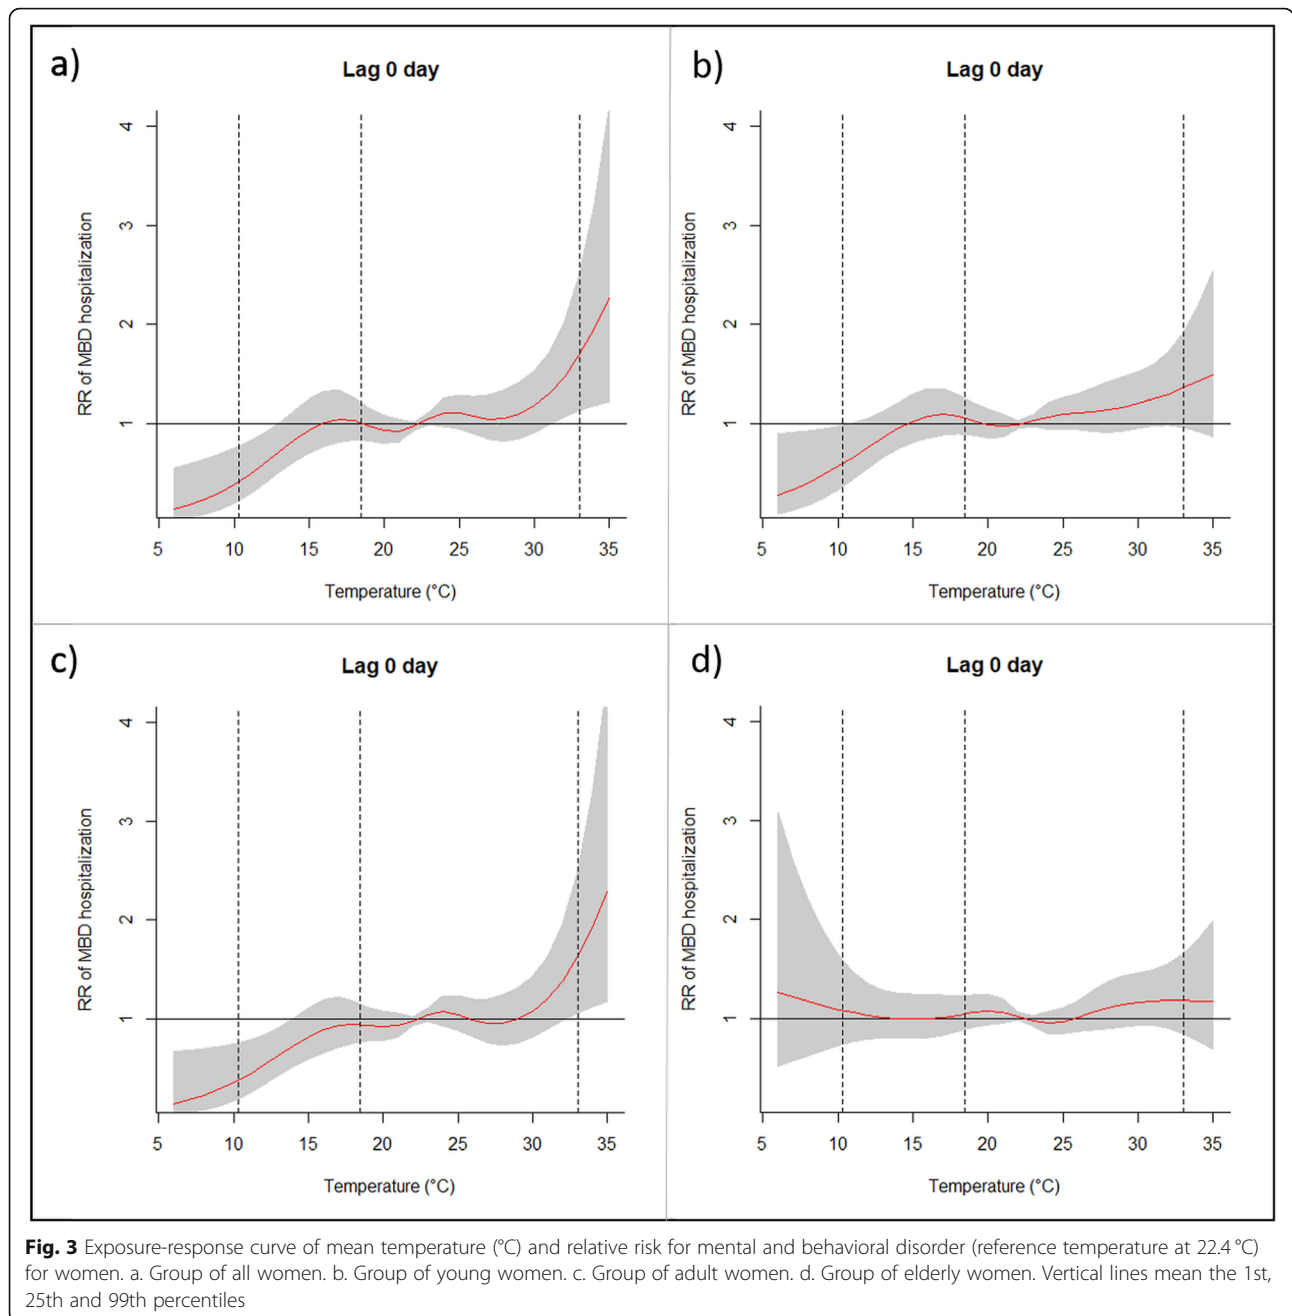 a)
Lag 0 day
RR of MBD hospitalization
4
3
2
1
5 10 15 20 25 30 35
Temperature (°C)
b)
Lag 0 day
RR of MBD hospitalization
4
3
2
1
5 10 15 20 25 30 35
Temperature (°C)
c)
Lag 0 day
RR of MBD hospitalization
4
3
2
1
5 10 15 20 25 30 35
Temperature (°C)
d)
Lag 0 day
RR of MBD hospitalization
4
3
2
1
5 10 15 20 25 30 35
Temperature (°C)
Fig. 3 Exposure-response curve of mean temperature (°C) and relative risk for mental and behavioral disorder (reference temperature at 22.4 °C)
for women. a. Group of all women. b. Group of young women. c. Group of adult women. d. Group of elderly women. Vertical lines mean the 1st,
25th and 99th percentiles